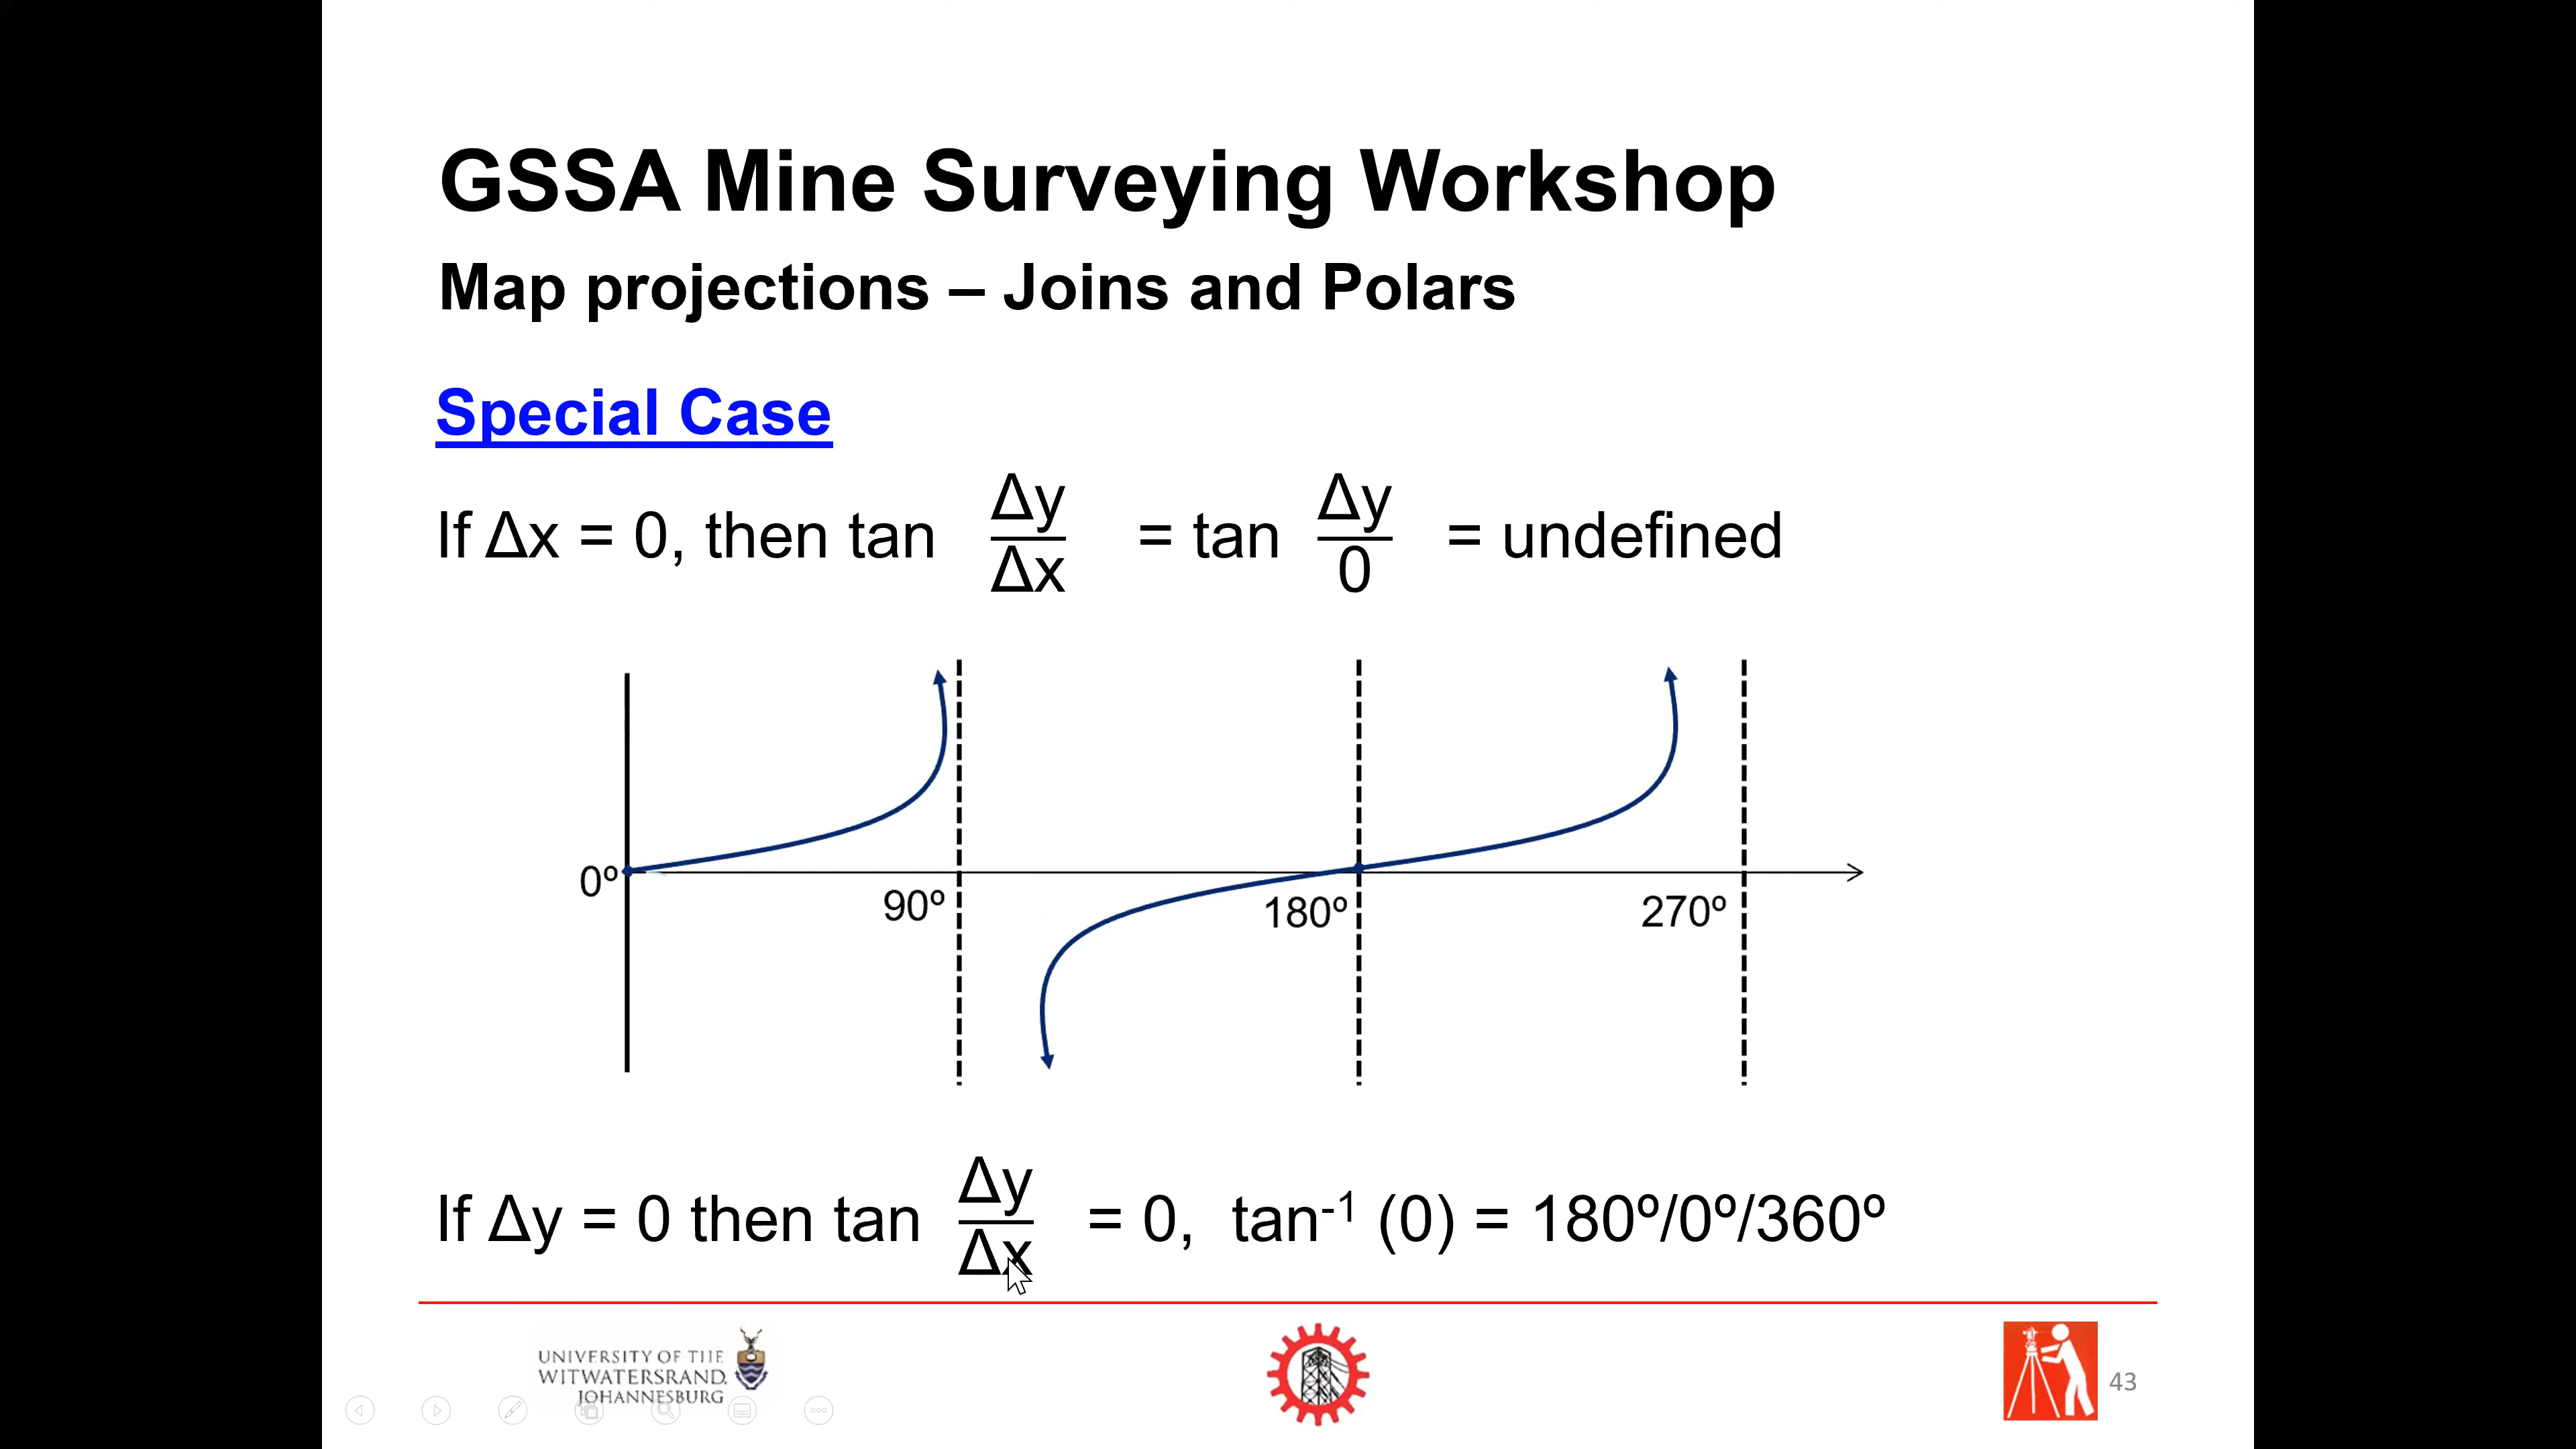 GSSA Mine Surveying Workshop
Map projections – Joins and Polars
Special Case
If Δx = 0, then tan Δy/Δx = tan Δy/0 = undefined
0º
90º
180º
270º
If Δy = 0 then tan Δy/Δx = 0, tan⁻¹ (0) = 180º/0º/360º
UNIVERSITY OF THE
WITWATERSRAND,
JOHANNESBURG
43